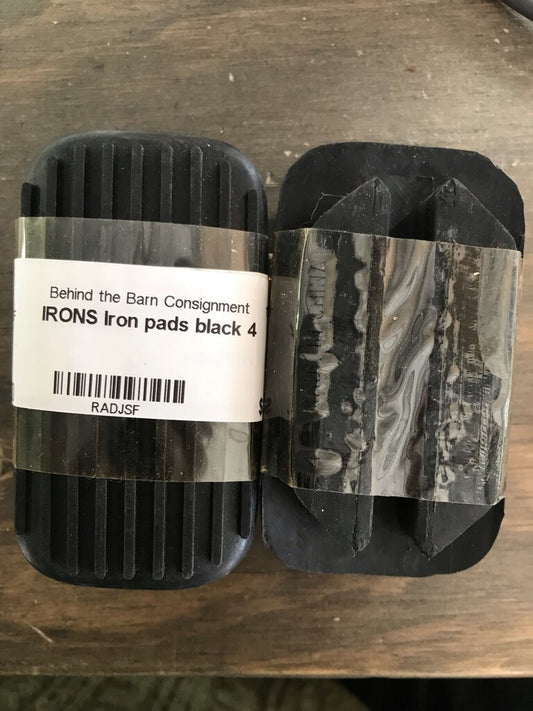 Behind the Barn Consignment
IRONS Iron pads black 4
RADJSF